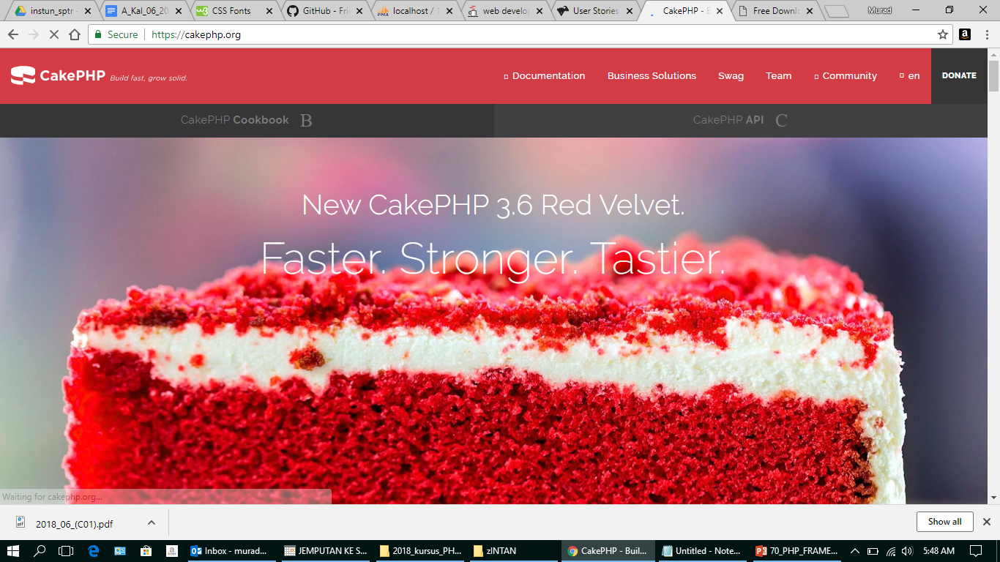 instun_sptr -
A_Kal_06_20
CSS Fonts
GitHub - Frie
localhost / 1
web develop
User Stories
CakePHP - B
Free Downlo
Murad
Secure
https://cakephp.org
CakePHP Build fast, grow solid.
Documentation
Business Solutions
Swag
Team
Community
en
DONATE
CakePHP Cookbook B
CakePHP API C
New CakePHP 3.6 Red Velvet.
Faster. Stronger. Tastier.
Waiting for cakephp.org...
2018_06_(C01).pdf
Show all
Inbox - murad...
JEMPUTAN KE S...
2018_kursus_PH...
zINTAN
CakePHP - Buil...
Untitled - Note...
70_PHP_FRAME...
5:48 AM